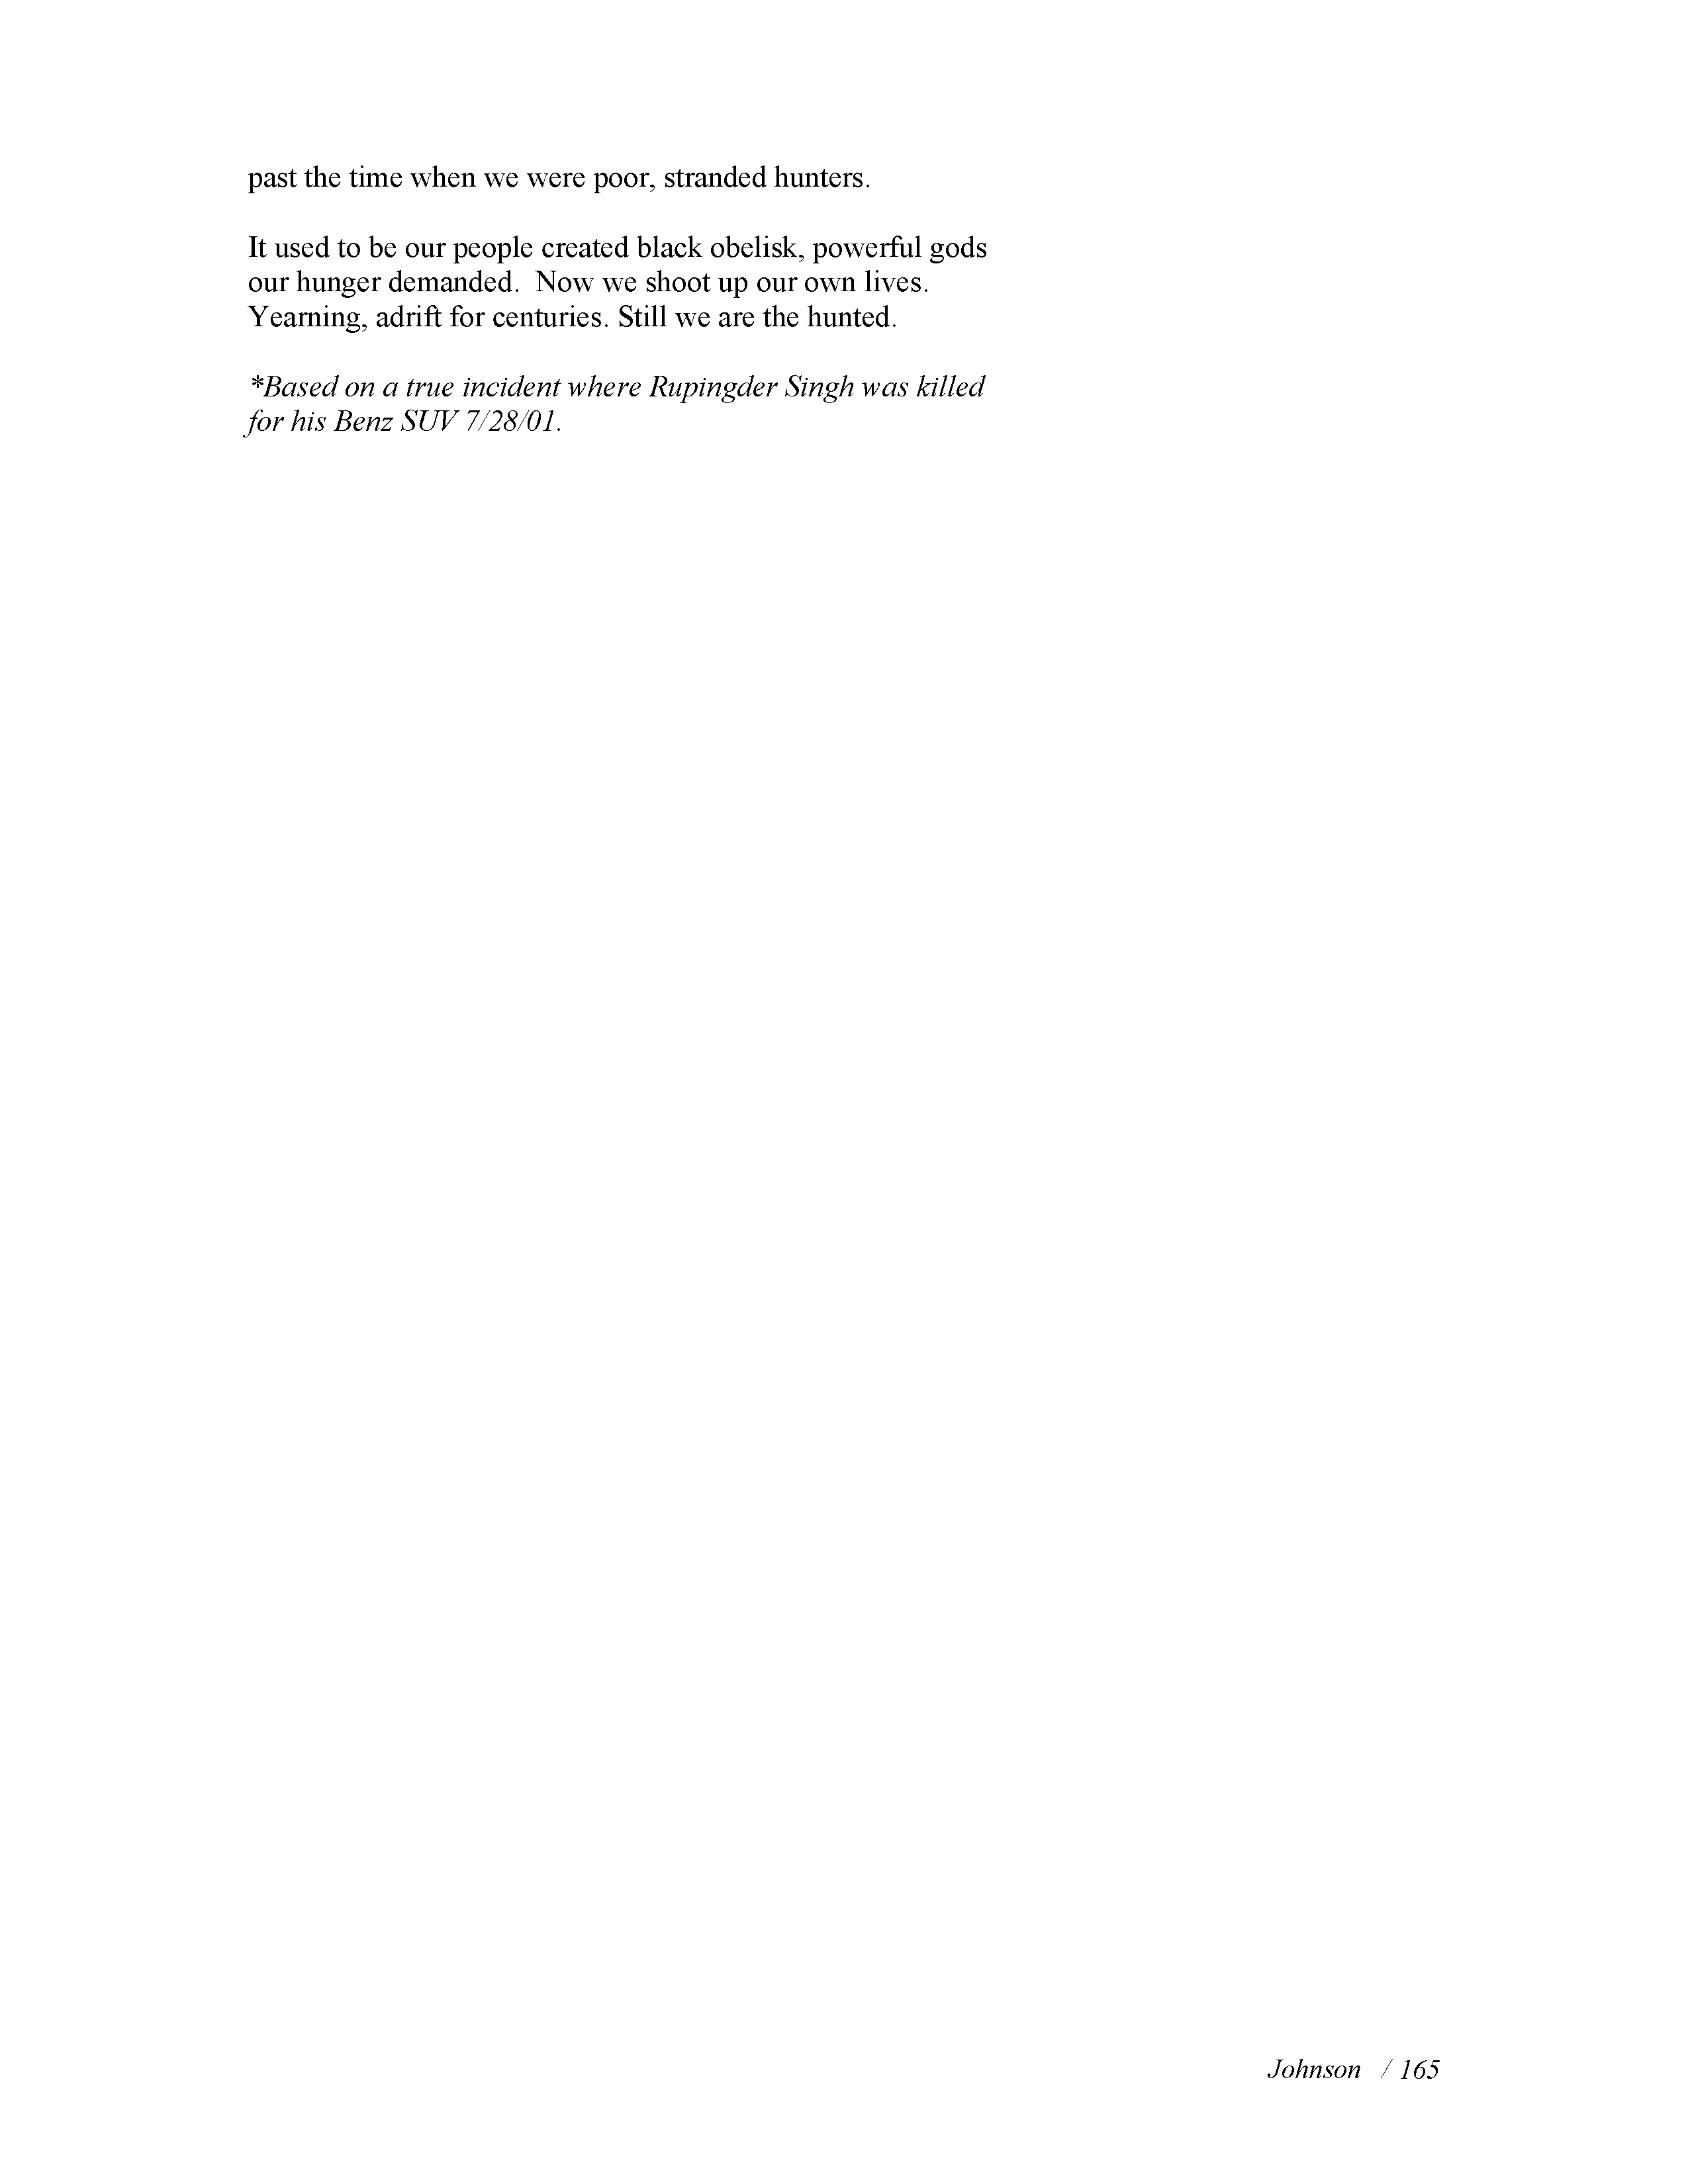 past the time when we were poor, stranded hunters.
It used to be our people created black obelisk, powerful gods
our hunger demanded.  Now we shoot up our own lives.
Yearning, adrift for centuries. Still we are the hunted.
*Based on a true incident where Rupingder Singh was killed
for his Benz SUV 7/28/01.
Johnson / 165